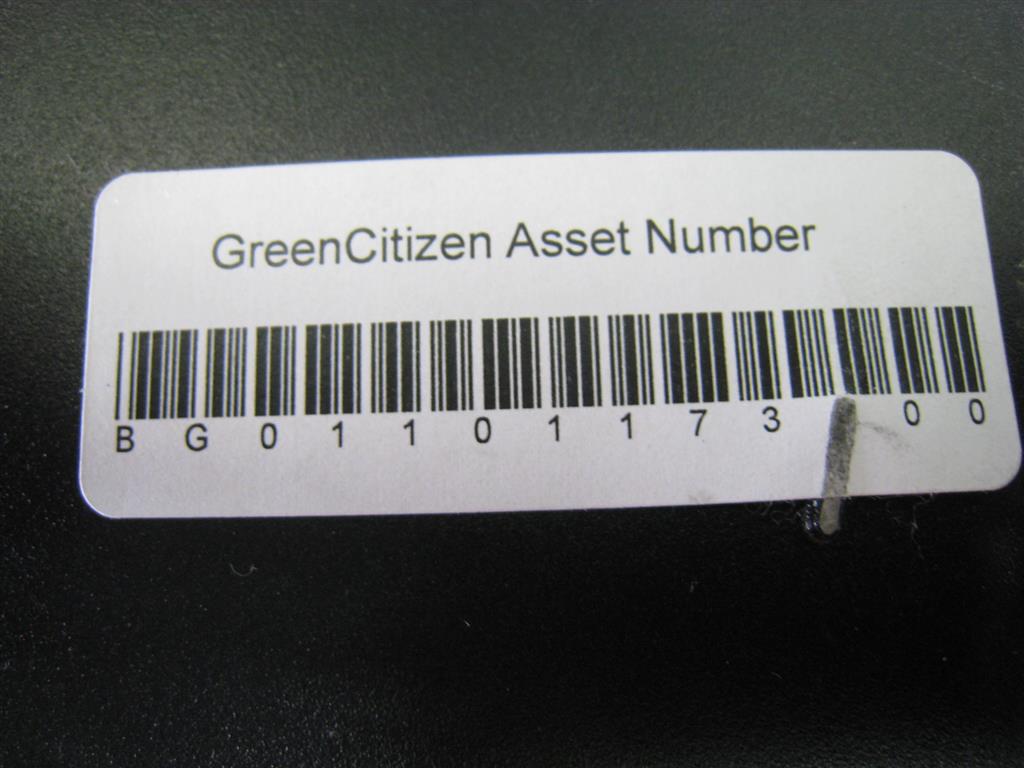 GreenCitizen Asset Number
B G 0 1 1 0 1 1 7 3 0 0